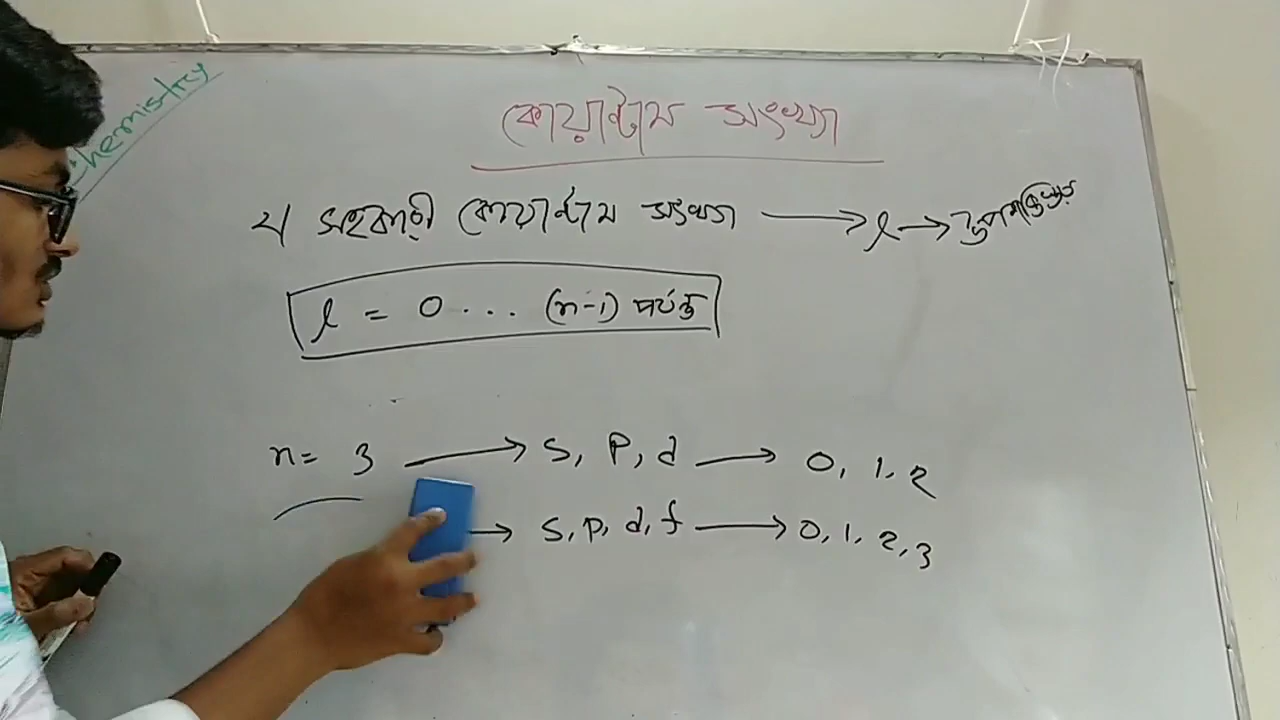 Chemistry
কোয়ান্টাম সংখ্যা
২। সহকারী কোয়ান্টাম সংখ্যা → l → উপশক্তিস্তর
l = 0 ... (n-1) পর্যন্ত
n = 3 → s, p, d → 0, 1, 2
→ s, p, d, f → 0, 1, 2, 3